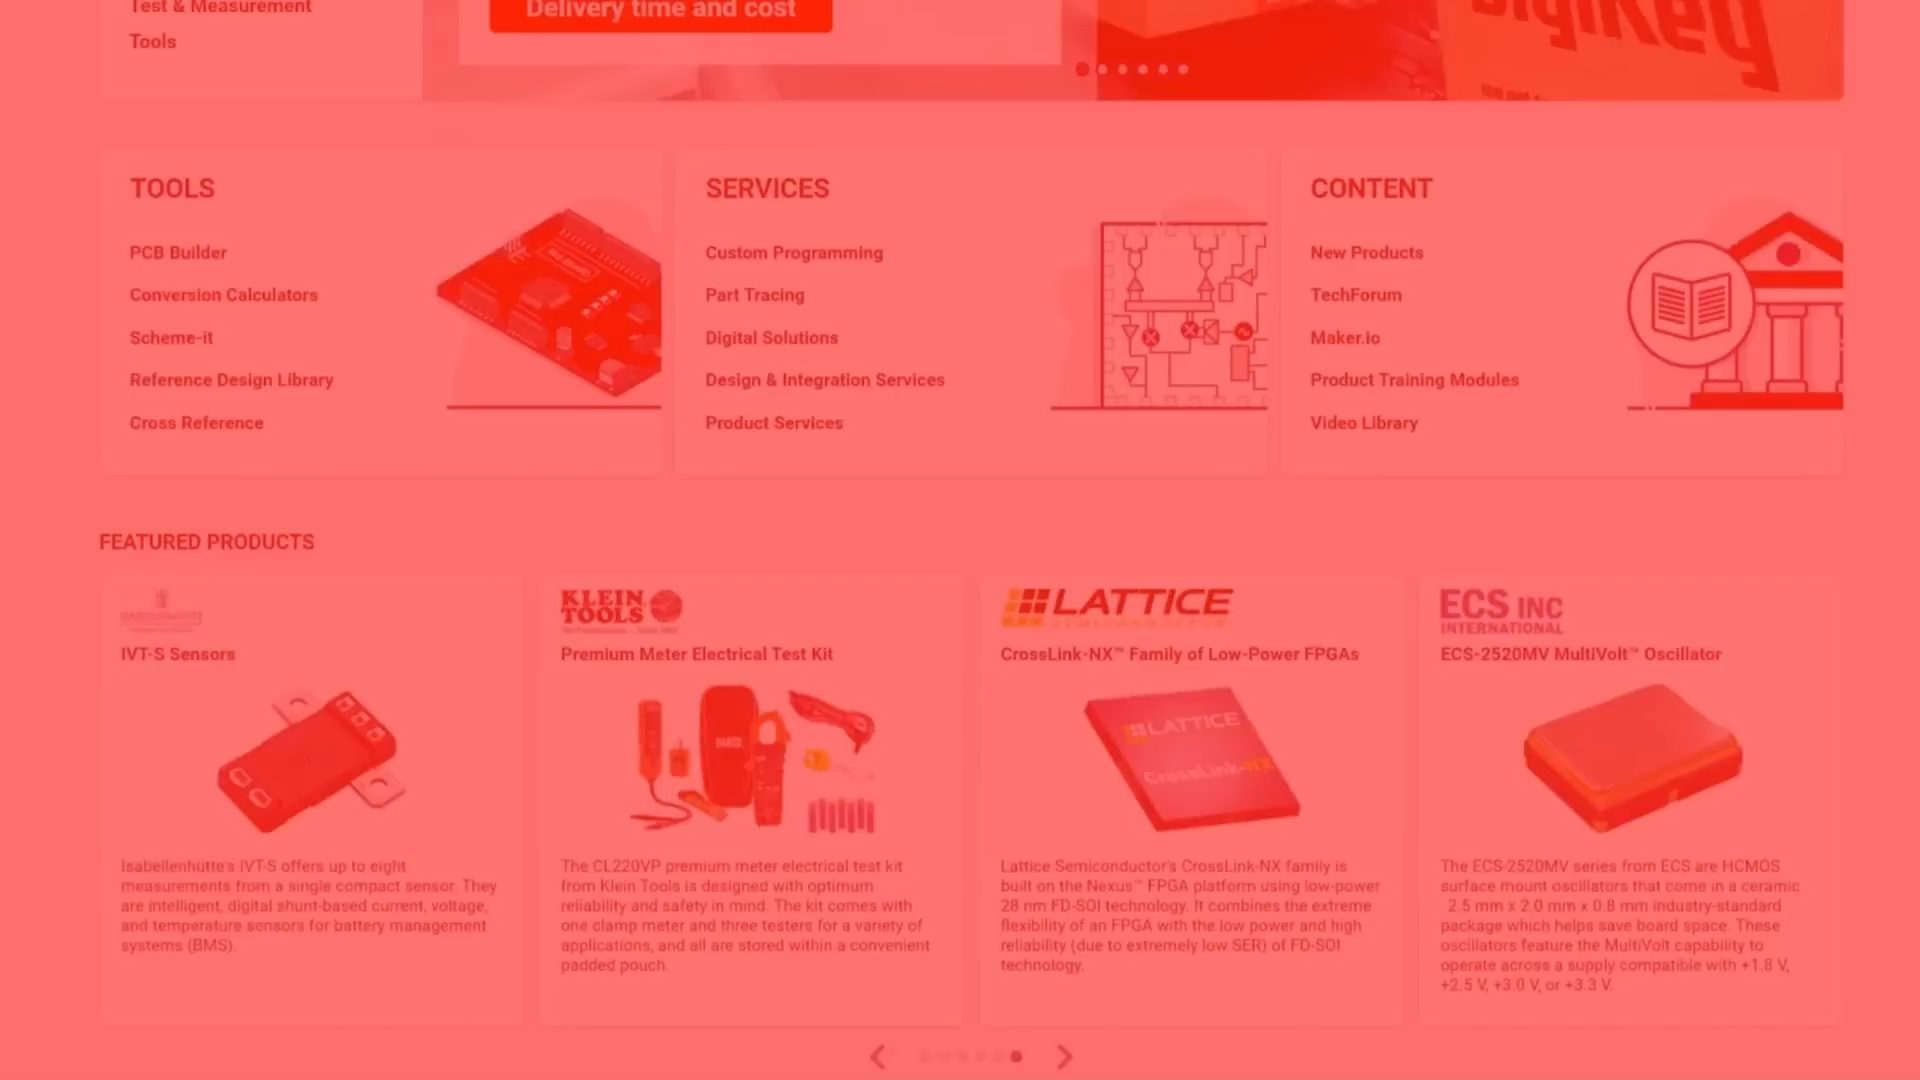 Test & Measurement
Tools
Delivery time and cost
DigiKey
TOOLS
PCB Builder
Conversion Calculators
Scheme-it
Reference Design Library
Cross Reference
SERVICES
Custom Programming
Part Tracing
Digital Solutions
Design & Integration Services
Product Services
CONTENT
New Products
TechForum
Maker.io
Product Training Modules
Video Library
FEATURED PRODUCTS
IVT-S Sensors
Isabellenhütte's IVT-S offers up to eight
measurements from a single compact sensor. They
are intelligent, digital shunt-based current, voltage,
and temperature sensors for battery management
systems (BMS).
KLEIN
TOOLS
Premium Meter Electrical Test Kit
The CL220VP premium meter electrical test kit
from Klein Tools is designed with optimum
reliability and safety in mind. The kit comes with
one clamp meter and three testers for a variety of
applications, and all are stored within a convenient
padded pouch.
LATTICE
SEMICONDUCTOR
CrossLink-NX™ Family of Low-Power FPGAs
LATTICE
CrossLink-NX
Lattice Semiconductor's CrossLink-NX family is
built on the Nexus™ FPGA platform using low-power
28 nm FD-SOI technology. It combines the extreme
flexibility of an FPGA with the low power and high
reliability (due to extremely low SER) of FD-SOI
technology.
ECS INC
INTERNATIONAL
ECS-2520MV MultiVolt™ Oscillator
The ECS-2520MV series from ECS are HCMOS
surface mount oscillators that come in a ceramic
2.5 mm x 2.0 mm x 0.8 mm industry-standard
package which helps save board space. These
oscillators feature the MultiVolt capability to
operate across a supply compatible with +1.8 V,
+2.5 V, +3.0 V, or +3.3 V.